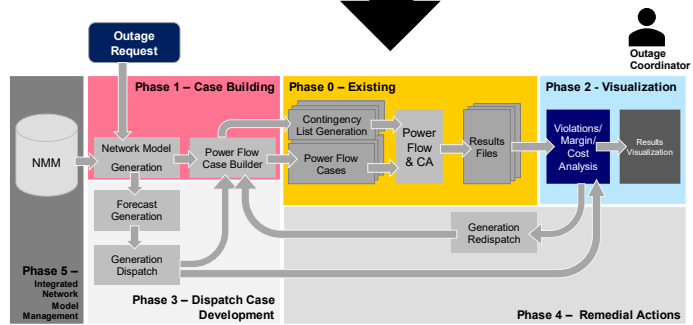 Outage
Request
Outage
Coordinator
Phase 1 – Case Building
Phase 0 – Existing
Phase 2 - Visualization
NMM
Network Model
Generation
Power Flow
Case Builder
Contingency
List Generation
Power Flow
Cases
Power
Flow
& CA
Results
Files
Violations/
Margin/
Cost
Analysis
Results
Visualization
Forecast
Generation
Generation
Dispatch
Generation
Redispatch
Phase 5 –
Integrated
Network
Model
Management
Phase 3 – Dispatch Case
Development
Phase 4 – Remedial Actions